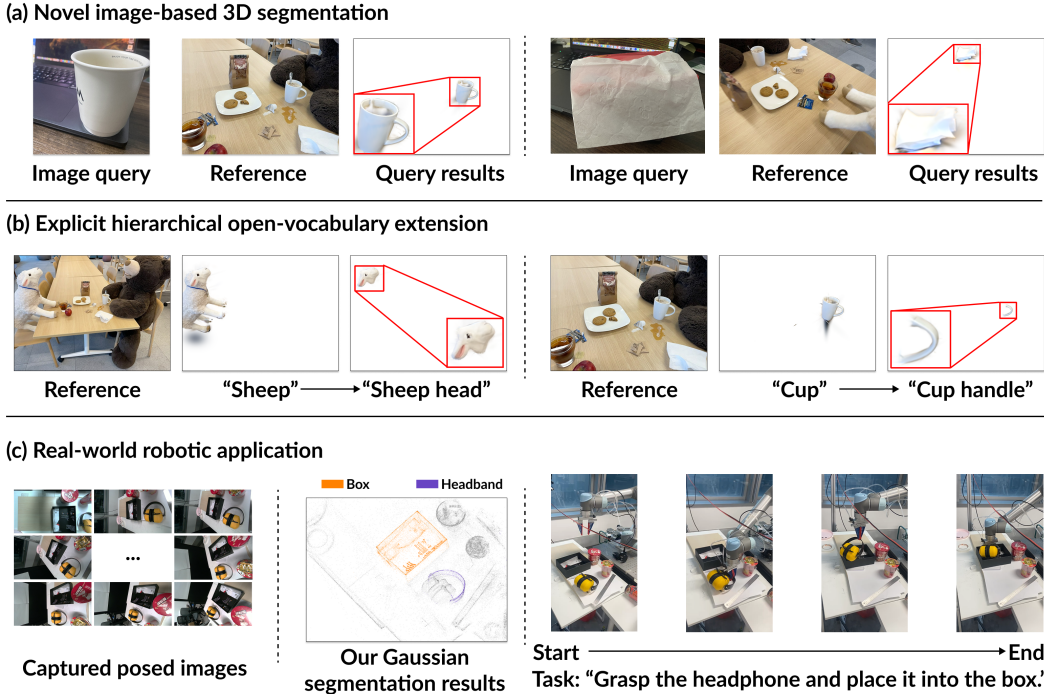 (a) Novel image-based 3D segmentation
Image query
Reference
Query results
Image query
Reference
Query results
(b) Explicit hierarchical open-vocabulary extension
Reference
“Sheep”
“Sheep head”
Reference
“Cup”
“Cup handle”
(c) Real-world robotic application
Box
Headband
...
Captured posed images
Our Gaussian
segmentation results
Start
End
Task: “Grasp the headphone and place it into the box.”